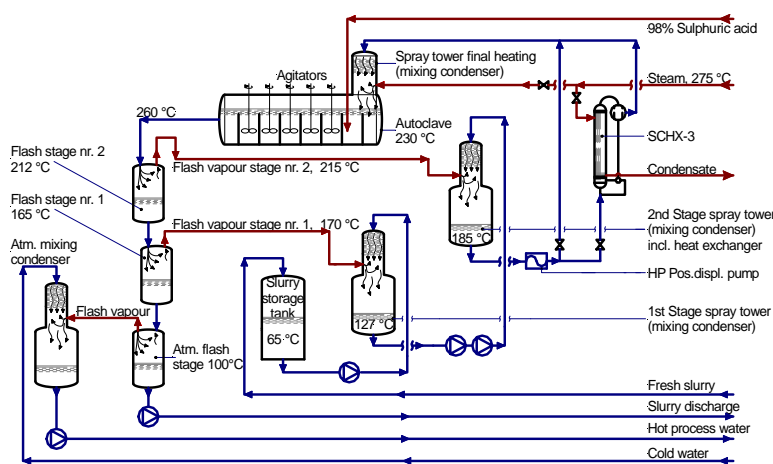 98% Sulphuric acid
Spray tower final heating
(mixing condenser)
Agitators
Steam, 275 °C
260 °C
Autoclave
230 °C
SCHX-3
Flash stage nr. 2
212 °C
Flash vapour stage nr. 2, 215 °C
Condensate
Flash stage nr. 1
165 °C
Flash vapour stage nr. 1, 170 °C
2nd Stage spray tower
(mixing condenser)
incl. heat exchanger
185 °C
Atm. mixing
condenser
HP Pos.displ. pump
Slurry
storage
tank
65 °C
Flash vapour
127 °C
1st Stage spray tower
(mixing condenser)
Atm. flash
stage 100°C
Fresh slurry
Slurry discharge
Hot process water
Cold water